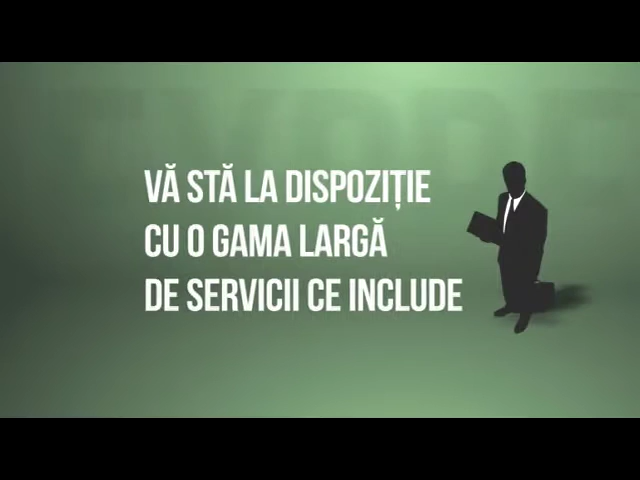 VĂ STĂ LA DISPOZIȚIE
CU O GAMA LARGĂ
DE SERVICII CE INCLUDE